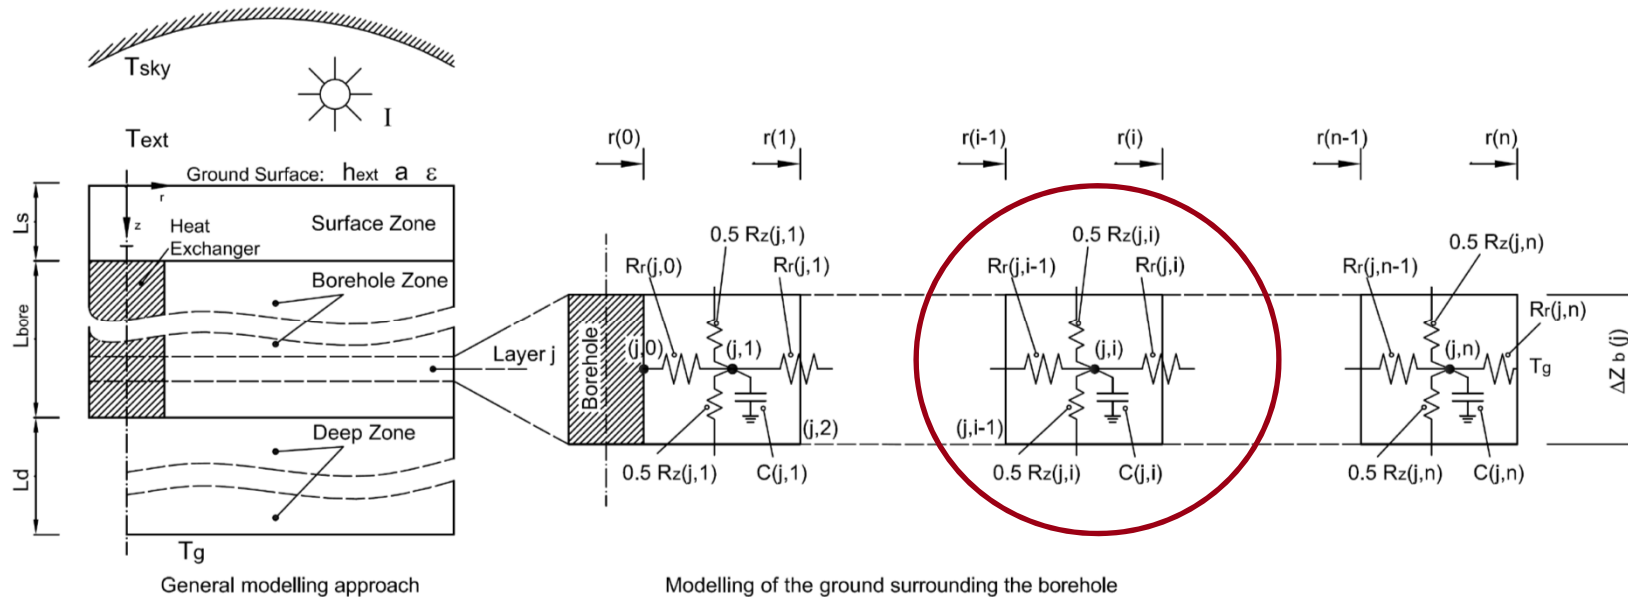 Tsky
I
Text
Ground Surface: hext a ε
r
z
Ls
Surface Zone
Heat
Exchanger
Borehole Zone
Lbore
Layer j
Deep Zone
Ld
Tg
General modelling approach
r(0)
r(1)
r(i-1)
r(i)
r(n-1)
r(n)
0.5 Rz(j,1)
Rr(j,0)
Rr(j,1)
Borehole
(j,0)
(j,1)
(j,2)
0.5 Rz(j,1)
C(j,1)
0.5 Rz(j,i)
Rr(j,i-1)
Rr(j,i)
(j,i)
(j,i-1)
0.5 Rz(j,i)
C(j,i)
0.5 Rz(j,n)
Rr(j,n-1)
Rr(j,n)
(j,n)
Tg
0.5 Rz(j,n)
C(j,n)
ΔZb(j)
Modelling of the ground surrounding the borehole